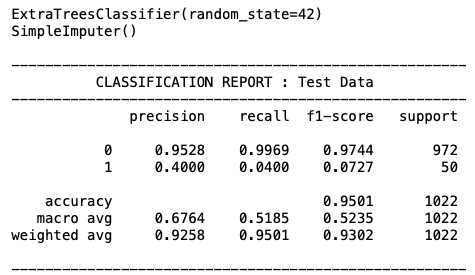 ExtraTreesClassifier(random_state=42)
SimpleImputer()
------------------------------------------------------
CLASSIFICATION REPORT : Test Data
------------------------------------------------------
precision recall f1-score support
0 0.9528 0.9969 0.9744 972
1 0.4000 0.0400 0.0727 50
accuracy 0.9501 1022
macro avg 0.6764 0.5185 0.5235 1022
weighted avg 0.9258 0.9501 0.9302 1022
------------------------------------------------------